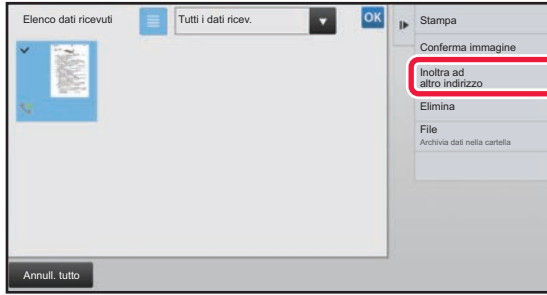 Elenco dati ricevuti
Tutti i dati ricev.
OK
Stampa
Conferma immagine
Inoltra ad
altro indirizzo
Elimina
File
Archivia dati nella cartella
Annull. tutto